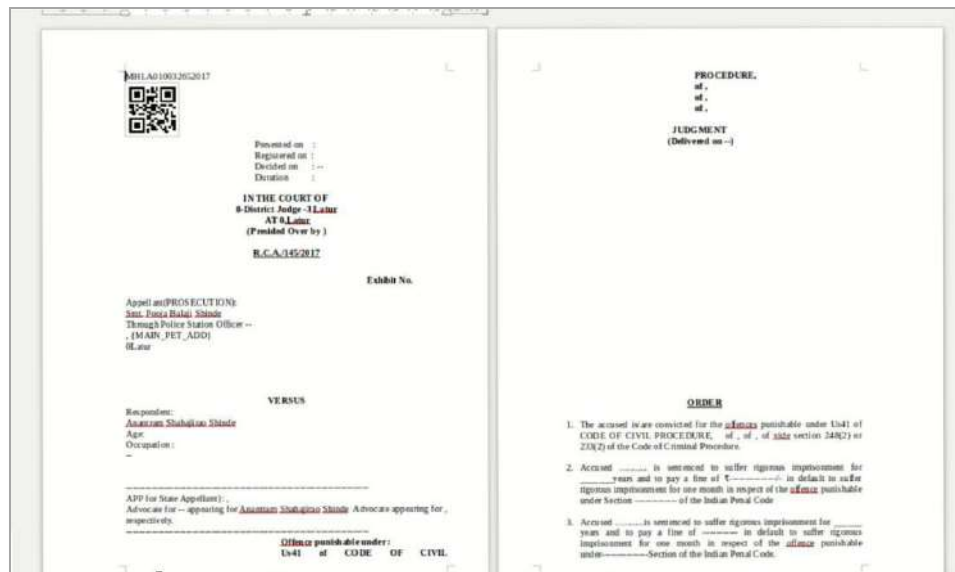 MHLA010032652017
Presented on :
Registered on :
Decided on : --
Duration :
IN THE COURT OF
0-District Judge -3 Latur
AT 0,Latur
(Presided Over by )
R.C.A./145/2017
Exhibit No.
Appellant(PROSECUTION):
Smt. Pooja Balaji Shinde
Through Police Station Officer --
, {MAIN_PET_ADD}
0Latur
VERSUS
Respondent:
Anantram Shahajirao Shinde
Age:
Occupation :
--
APP for State Appellant) : ,
Advocate for -- appearing for Anantram Shahajirao Shinde Advocate appearing for ,
respectively.
Offence punishable under :
Us41 of CODE OF CIVIL
PROCEDURE,
of ,
of ,
of ,
JUDGMENT
(Delivered on --)
ORDER
1. The accused is/are convicted for the offences punishable under Us41 of
CODE OF CIVIL PROCEDURE, of , of , of side section 248(2) or
233(2) of the Code of Criminal Procedure.
2. Accused ........... is sentenced to suffer rigorous imprisonment for
_______years and to pay a fine of ₹-------------/- in default to suffer
rigorous imprisonment for one month in respect of the offence punishable
under Section -------------- of the Indian Penal Code
3. Accused ...........is sentenced to suffer rigorous imprisonment for ______
years and to pay a fine of ---------- in default to suffer rigorous
imprisonment for one month in respect of the offence punishable
under--------------Section of the Indian Penal Code.